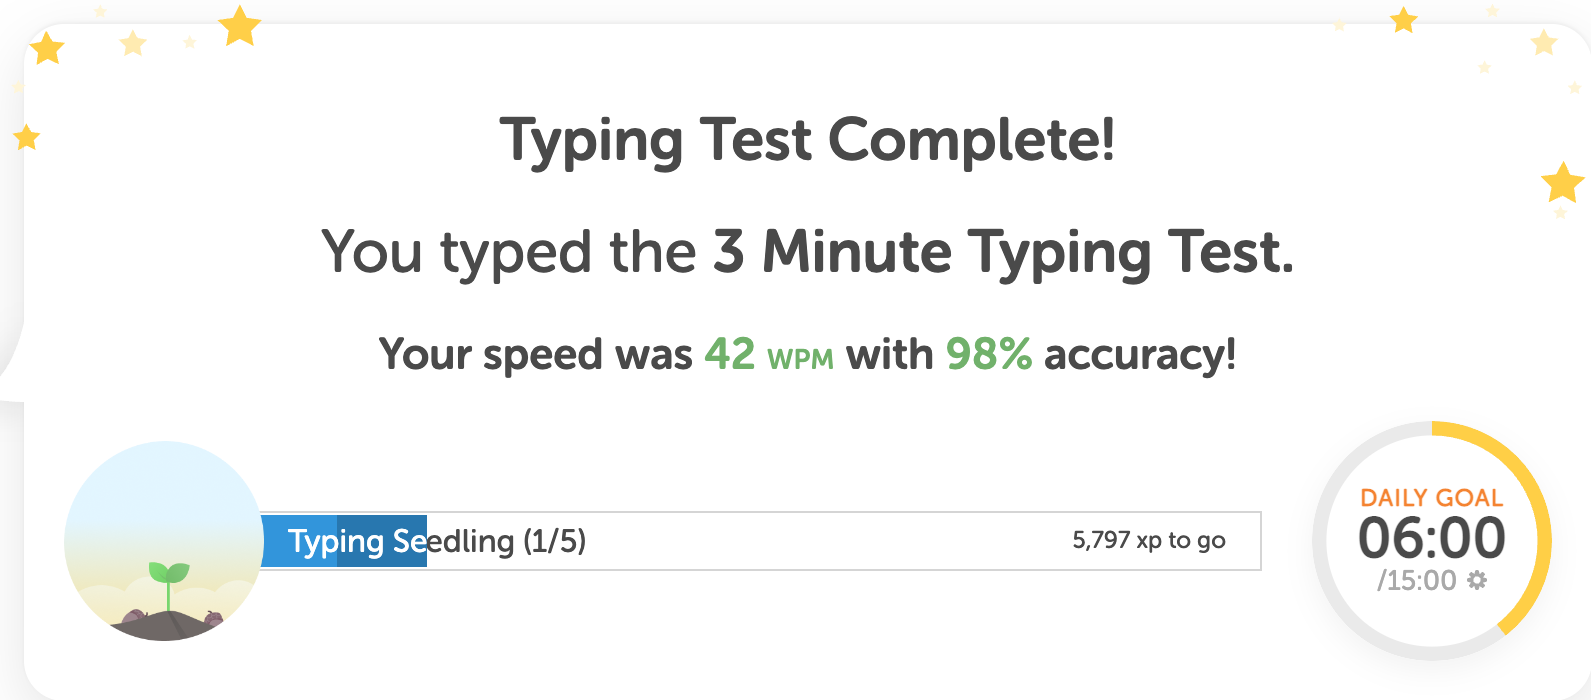 Typing Test Complete!
You typed the 3 Minute Typing Test.
Your speed was 42 WPM with 98% accuracy!
Typing Seedling (1/5)
5,797 xp to go
DAILY GOAL
06:00
/15:00